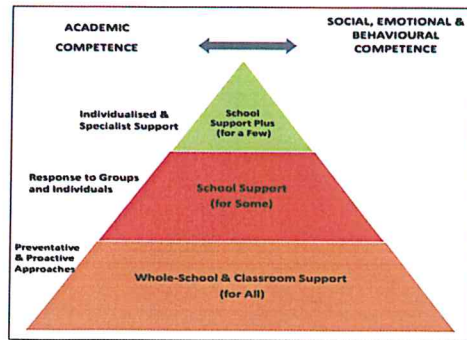 ACADEMIC
COMPETENCE
SOCIAL, EMOTIONAL &
BEHAVIOURAL
COMPETENCE
Individualised &
Specialist Support
School
Support Plus
(for a Few)
Response to Groups
and Individuals
School Support
(for Some)
Preventative
& Proactive
Approaches
Whole-School & Classroom Support
(for All)